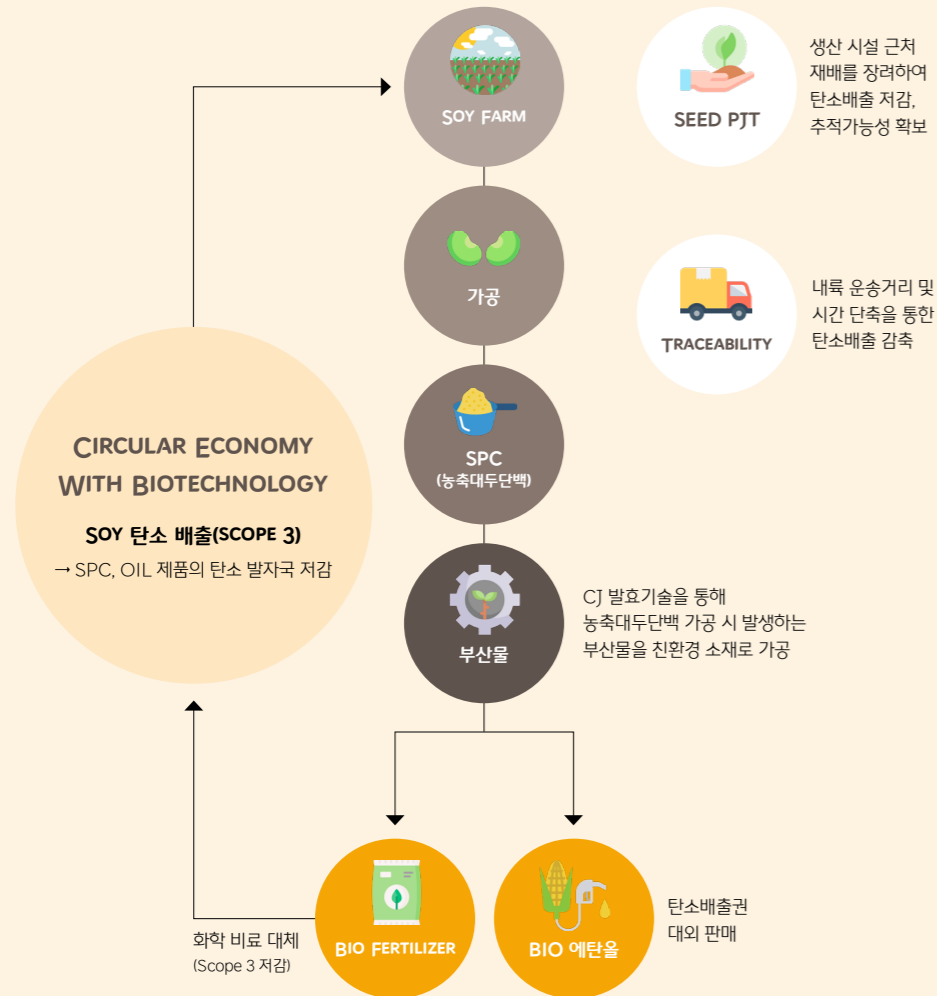 SOY FARM
SEED PJT
생산 시설 근처
재배를 장려하여
탄소배출 저감,
추적가능성 확보
가공
TRACEABILITY
내륙 운송거리 및
시간 단축을 통한
탄소배출 감축
CIRCULAR ECONOMY
WITH BIOTECHNOLOGY
SOY 탄소 배출(SCOPE 3)
→ SPC, OIL 제품의 탄소 발자국 저감
SPC
(농축대두단백)
부산물
CJ 발효기술을 통해
농축대두단백 가공 시 발생하는
부산물을 친환경 소재로 가공
화학 비료 대체
(Scope 3 저감)
BIO FERTILIZER
BIO 에탄올
탄소배출권
대외 판매